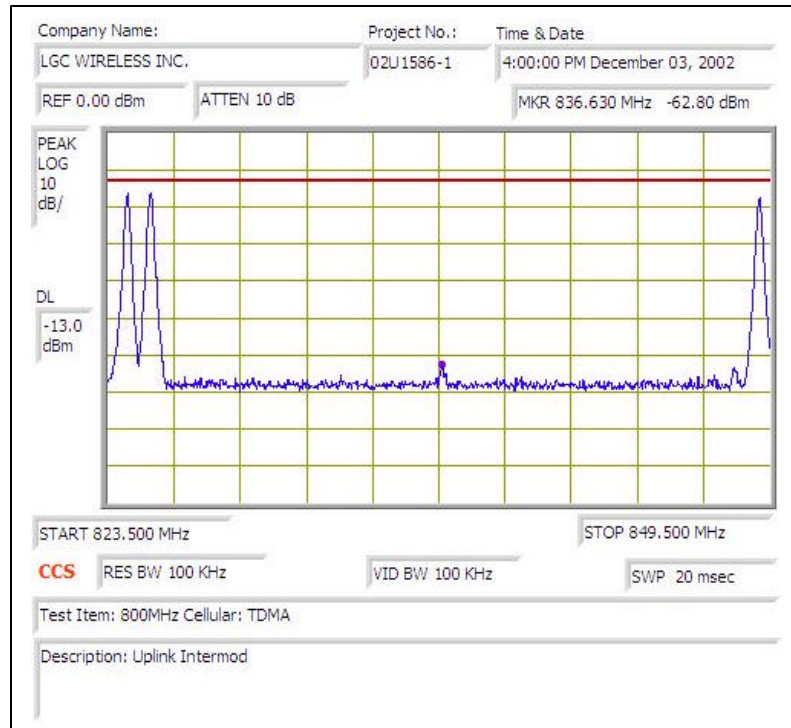 Company Name: Project No.: Time & Date
LGC WIRELESS INC. 02U1586-1 4:00:00 PM December 03, 2002
REF 0.00 dBm ATTEN 10 dB MKR 836.630 MHz -62.80 dBm
PEAK
LOG
10
dB/
DL
-13.0
dBm
START 823.500 MHz STOP 849.500 MHz
CCS RES BW 100 KHz VID BW 100 KHz SWP 20 msec
Test Item: 800MHz Cellular: TDMA
Description: Uplink Intermod